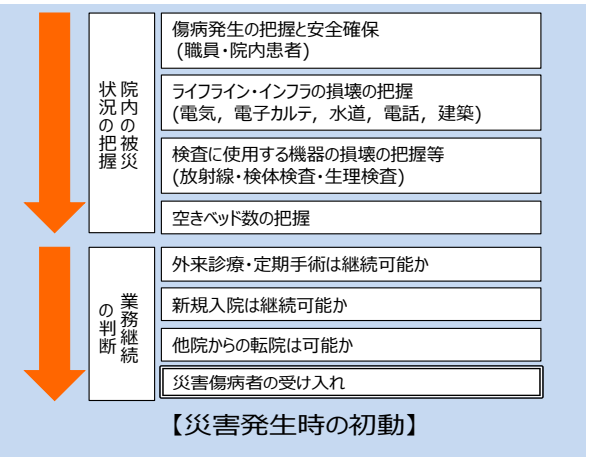 院内の被災
状況の把握
傷病発生の把握と安全確保
(職員・院内患者)
ライフライン・インフラの損壊の把握
(電気，電子カルテ，水道，電話，建築)
検査に使用する機器の損壊の把握等
(放射線・検体検査・生理検査)
空きベッド数の把握
業務継続
の判断
外来診療・定期手術は継続可能か
新規入院は継続可能か
他院からの転院は可能か
災害傷病者の受け入れ
【災害発生時の初動】